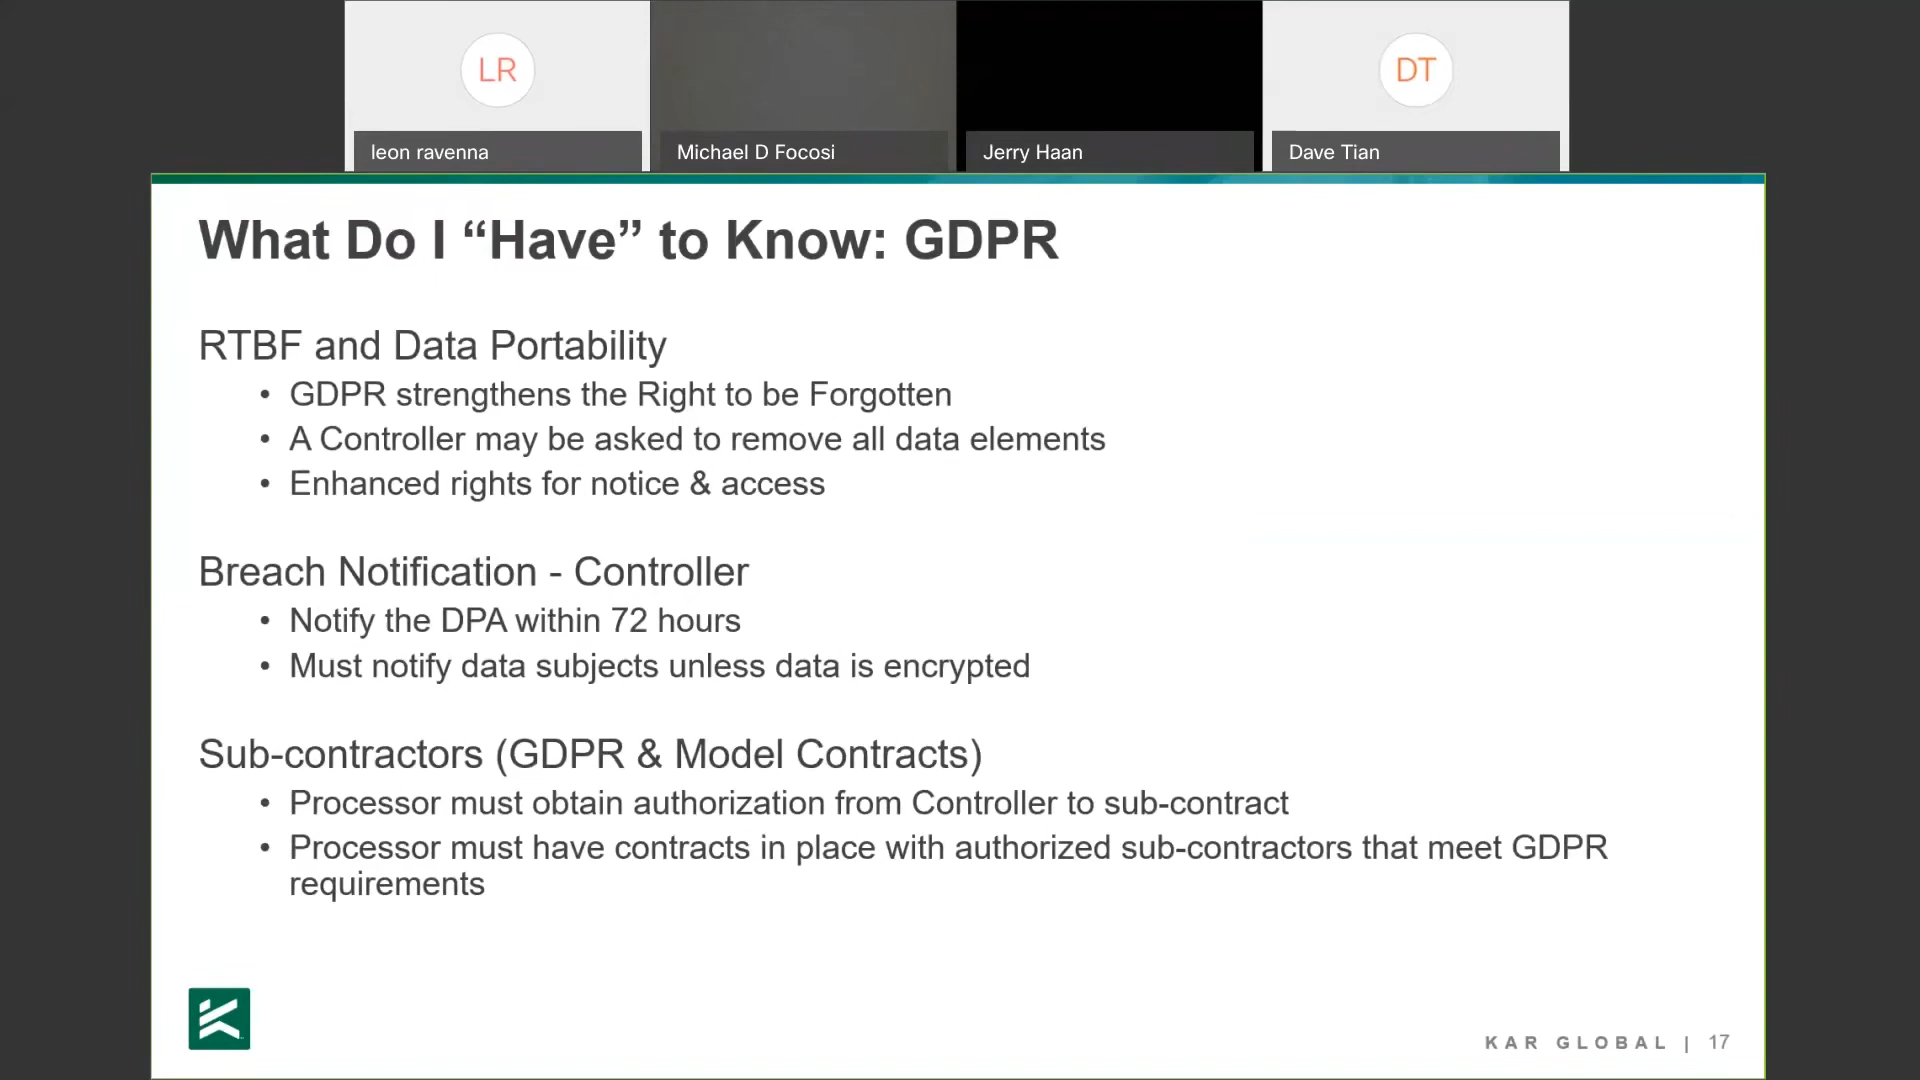 LR
DT
leon ravenna
Michael D Focosi
Jerry Haan
Dave Tian
What Do I “Have” to Know: GDPR
RTBF and Data Portability
• GDPR strengthens the Right to be Forgotten
• A Controller may be asked to remove all data elements
• Enhanced rights for notice & access
Breach Notification - Controller
• Notify the DPA within 72 hours
• Must notify data subjects unless data is encrypted
Sub-contractors (GDPR & Model Contracts)
• Processor must obtain authorization from Controller to sub-contract
• Processor must have contracts in place with authorized sub-contractors that meet GDPR
requirements
KAR GLOBAL | 17